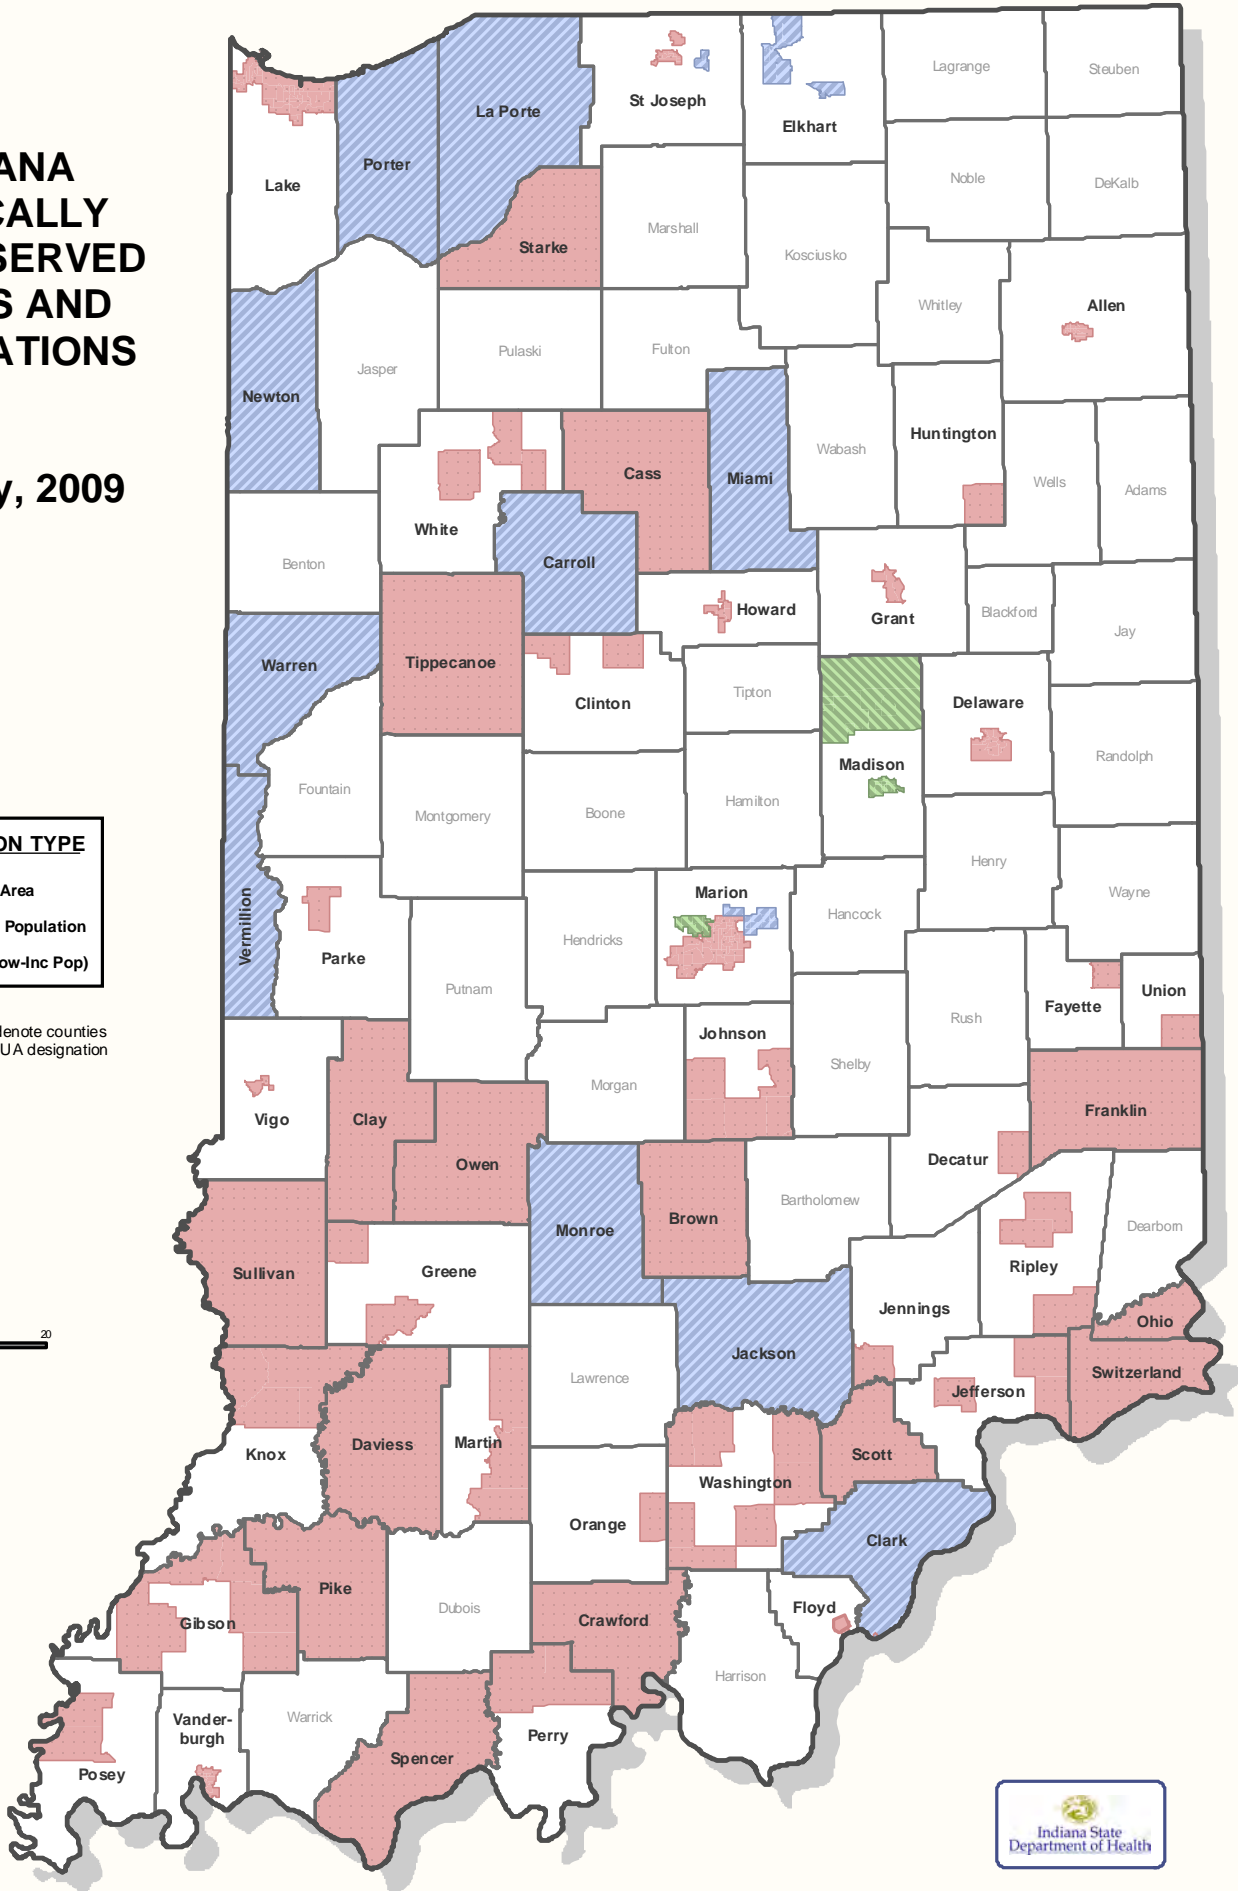 ANA
CALLY
SERVED
S AND
ATIONS
y, 2009
ON TYPE
Area
Population
ow-Inc Pop)
denote counties
UA designation
20
Lake
Porter
La Porte
St Joseph
Elkhart
Lagrange
Steuben
Noble
DeKalb
Starke
Marshall
Kosciusko
Whitley
Allen
Newton
Jasper
Pulaski
Fulton
Miami
Wabash
Huntington
Wells
Adams
White
Cass
Carroll
Benton
Howard
Grant
Blackford
Jay
Warren
Tippecanoe
Clinton
Tipton
Madison
Delaware
Randolph
Fountain
Montgomery
Boone
Hamilton
Henry
Wayne
Vermillion
Parke
Putnam
Hendricks
Marion
Hancock
Rush
Fayette
Union
Vigo
Clay
Owen
Morgan
Johnson
Shelby
Decatur
Franklin
Sullivan
Greene
Monroe
Brown
Bartholomew
Jennings
Ripley
Dearborn
Ohio
Switzerland
Jefferson
Knox
Daviess
Martin
Lawrence
Jackson
Scott
Washington
Orange
Clark
Gibson
Pike
Dubois
Crawford
Floyd
Harrison
Posey
Vander-
burgh
Warrick
Spencer
Perry
Indiana State
Department of Health